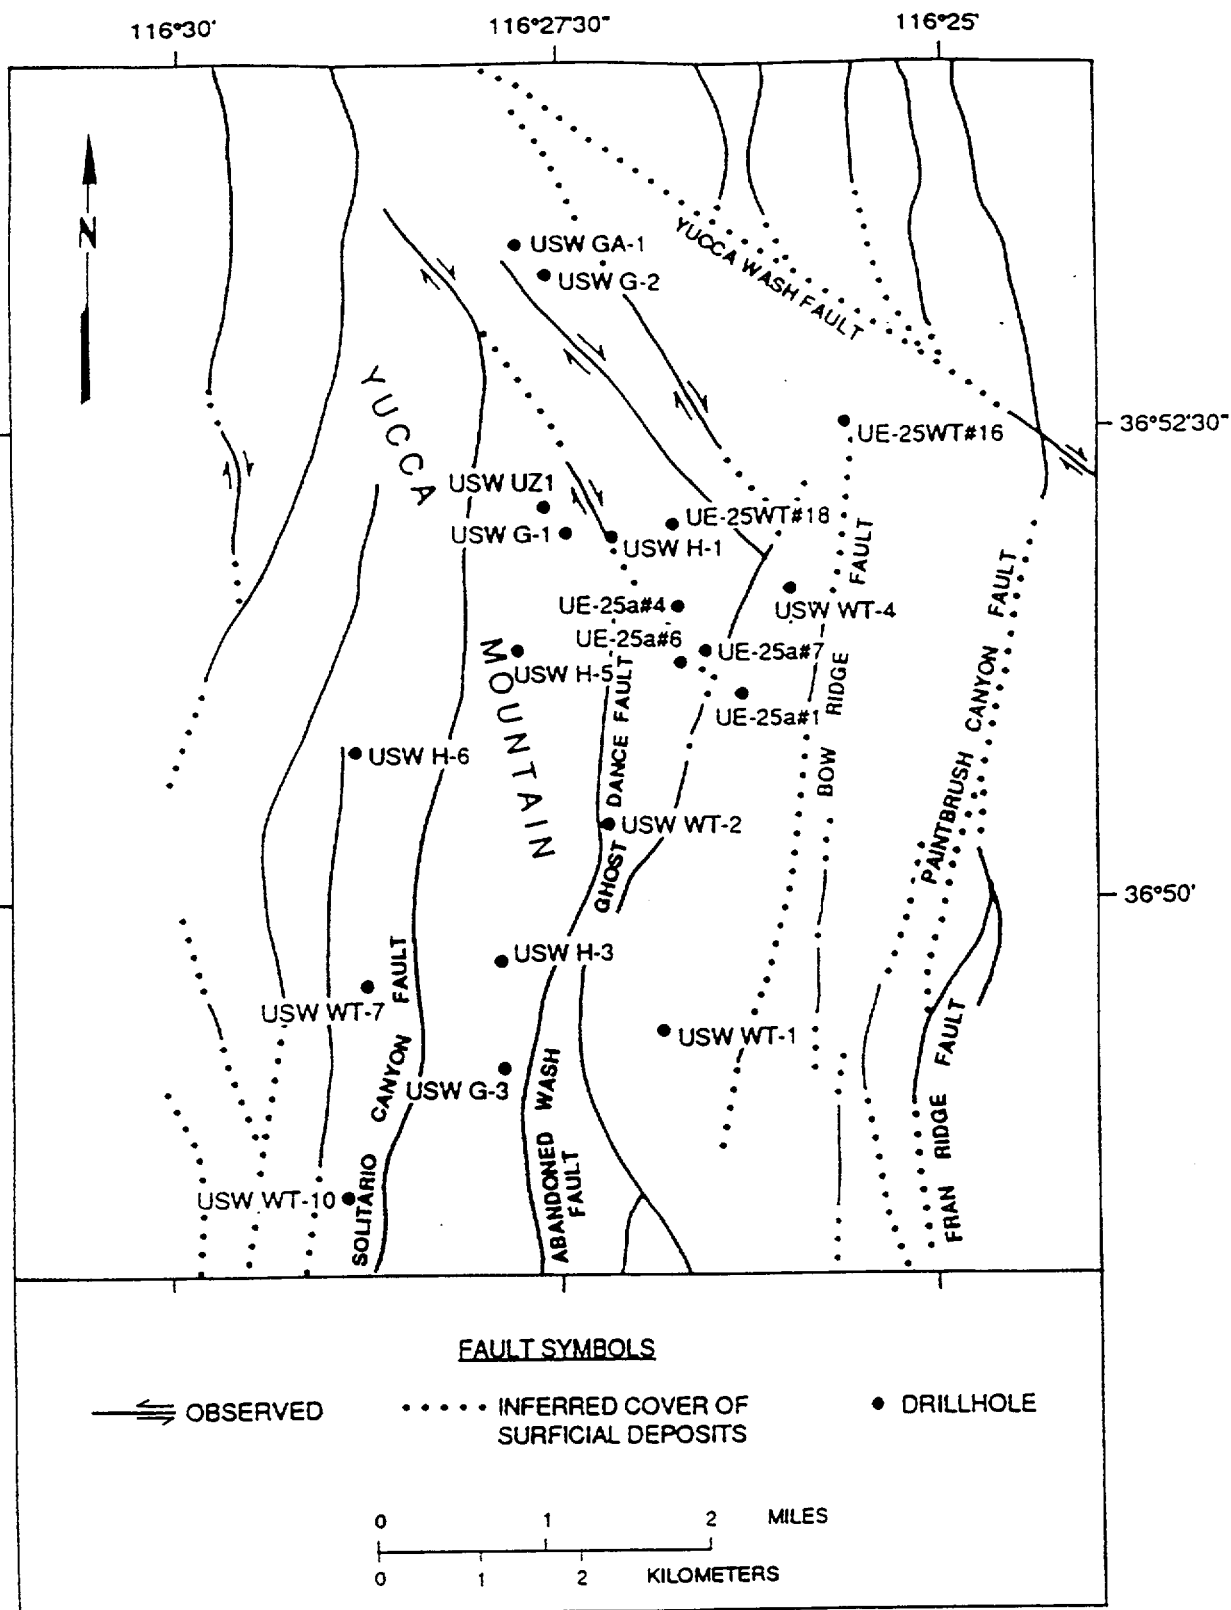 116°30'
116°27'30"
116°25'
N
USW GA-1
USW G-2
YUCCA WASH FAULT
YUCCA
MOUNTAIN
36°52'30"
UE-25WT#16
USW UZ1
USW G-1
USW H-1
UE-25WT#18
UE-25a#4
UE-25a#6
UE-25a#7
USW WT-4
USW H-5
UE-25a#1
USW H-6
USW WT-2
GHOST DANCE FAULT
BOW RIDGE FAULT
PAINTBRUSH CANYON FAULT
36°50'
USW H-3
USW WT-7
USW WT-1
USW G-3
USW WT-10
SOLITARIO CANYON FAULT
ABANDONED WASH
FAULT
FRAN RIDGE FAULT
FAULT SYMBOLS
OBSERVED
INFERRED COVER OF
SURFICIAL DEPOSITS
DRILLHOLE
0 1 2 MILES
0 1 2 KILOMETERS